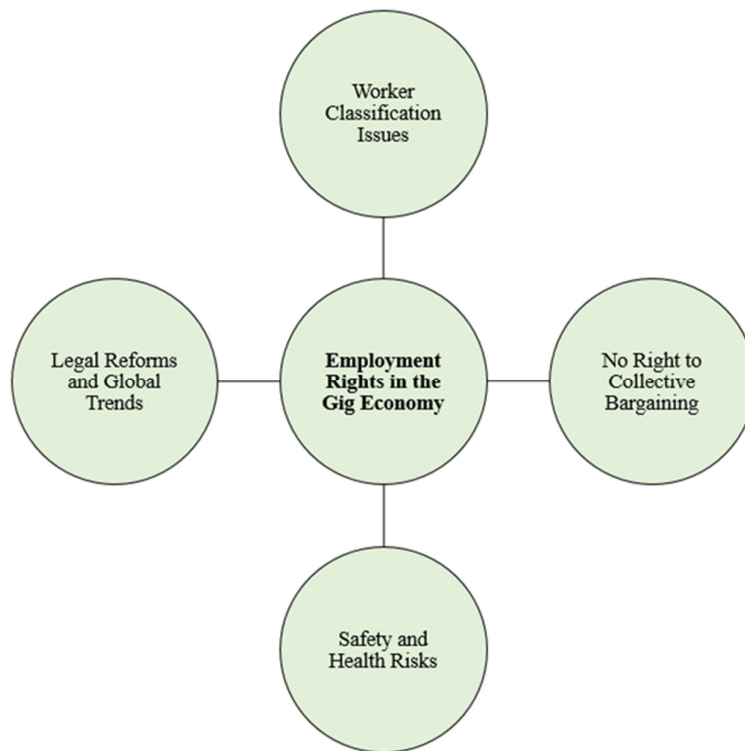 Worker
Classification
Issues
Legal Reforms
and Global
Trends
Employment
Rights in the
Gig Economy
No Right to
Collective
Bargaining
Safety and
Health Risks